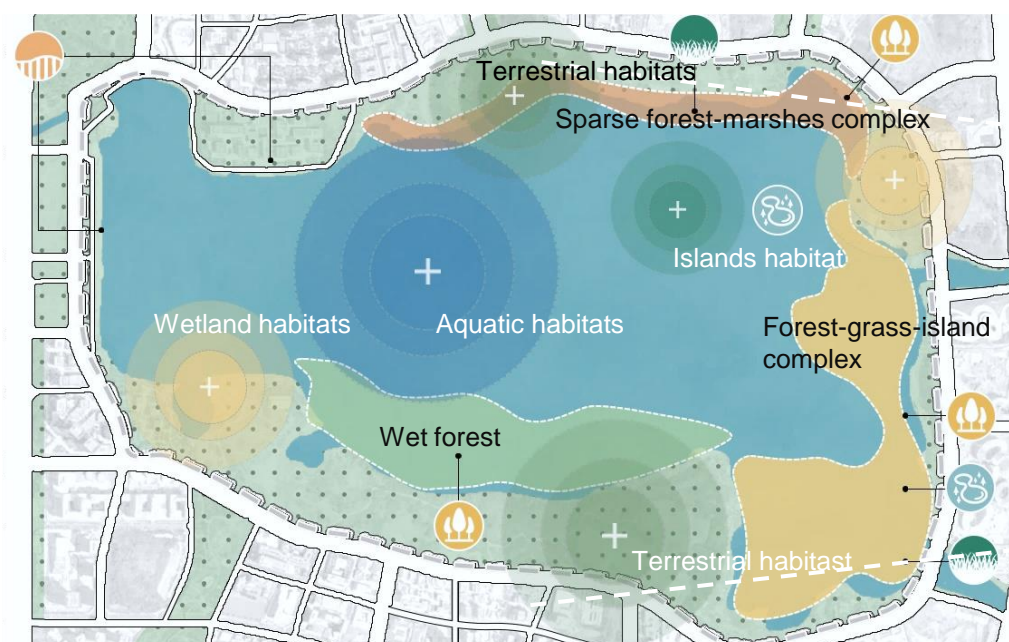 Terrestrial habitats
Sparse forest-marshes complex
Islands habitat
Wetland habitats
Aquatic habitats
Forest-grass-island
complex
Wet forest
Terrestrial habitast